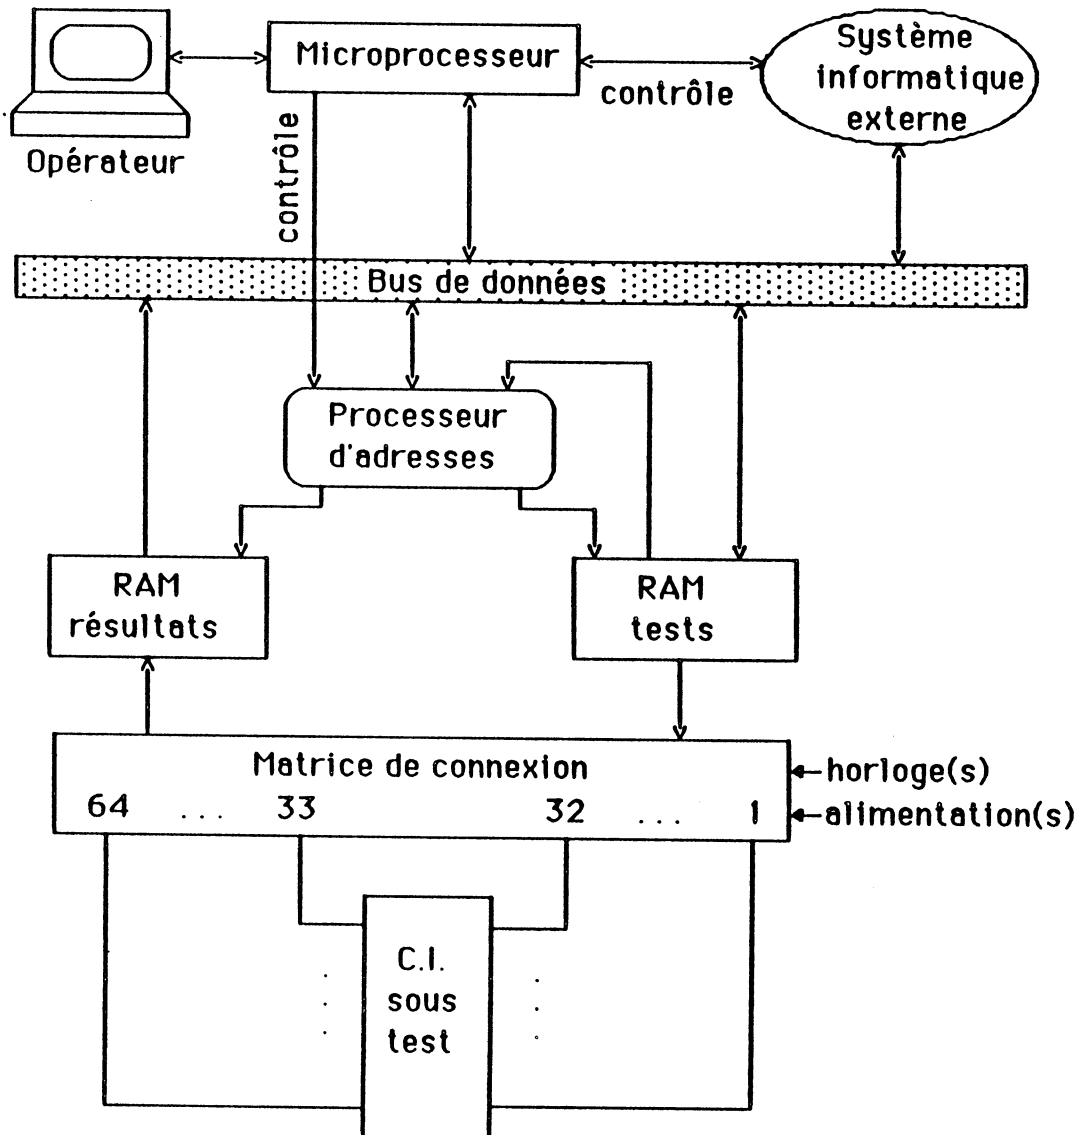 Microprocesseur
Système
informatique
externe
contrôle
Opérateur
contrôle
Bus de données
Processeur
d'adresses
RAM
résultats
RAM
tests
Matrice de connexion
horloge(s)
64 ... 33 32 ... 1
alimentation(s)
C.I.
sous
test